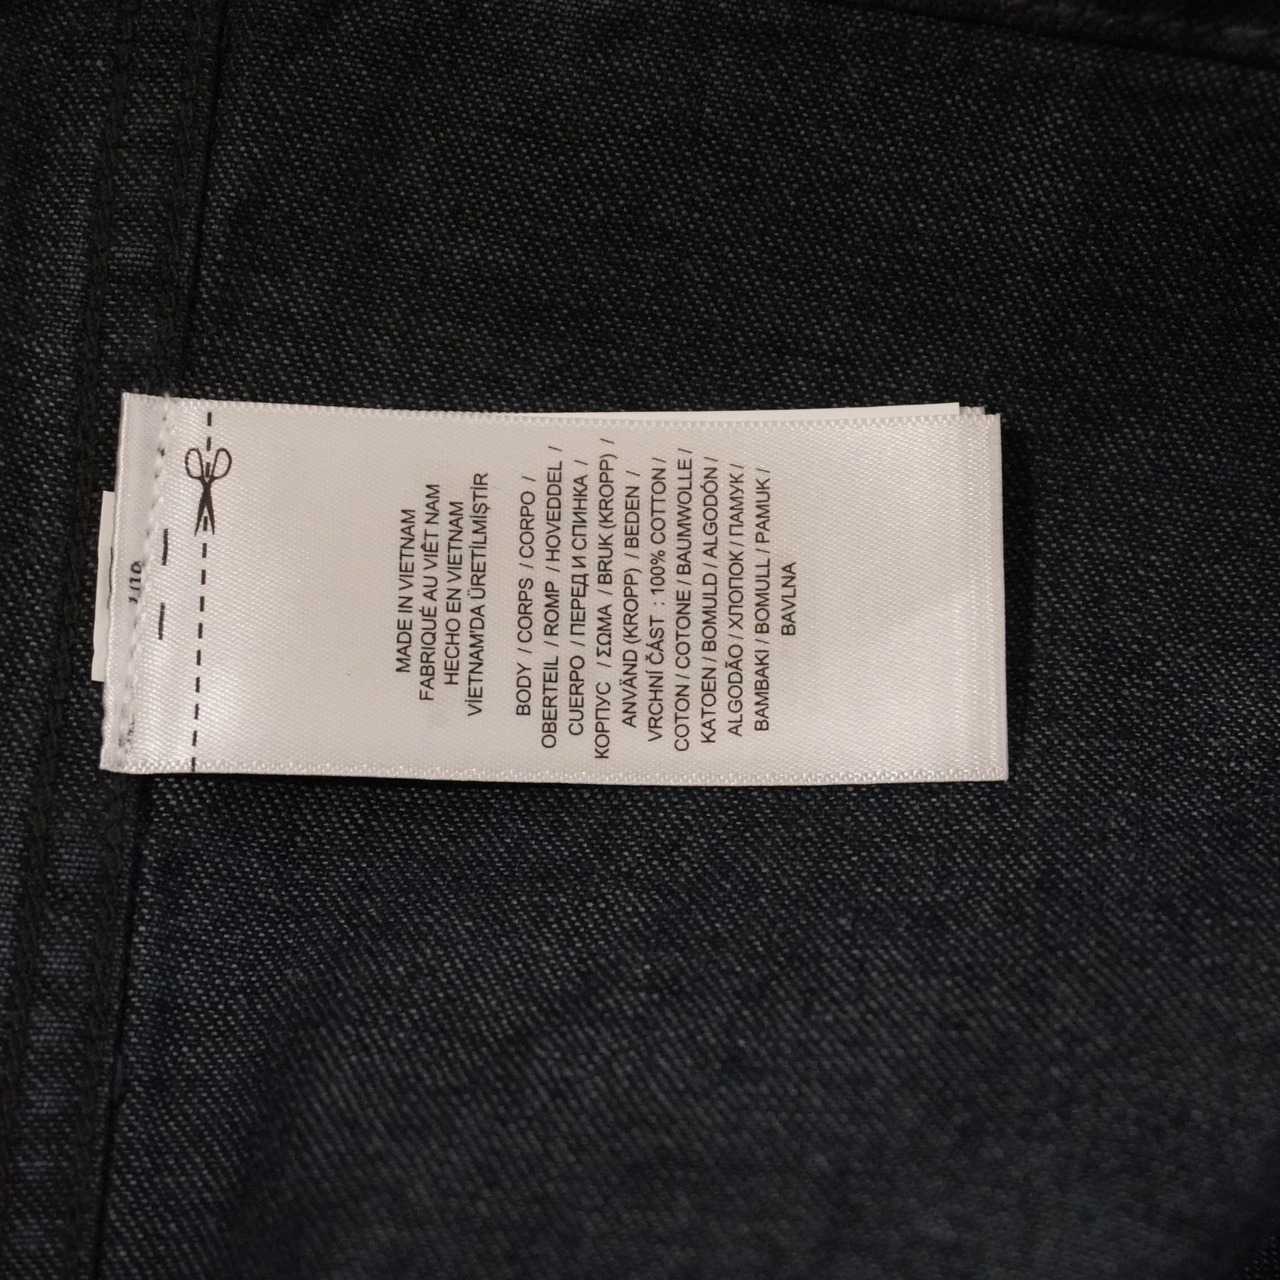 MADE IN VIETNAM
FABRIQUÉ AU VIÊT NAM
HECHO EN VIETNAM
VİETNAM'DA ÜRETİLMİŞTİR
BODY / CORPS / CORPO /
OBERTEIL / ROMP / HOVEDDEL /
CUERPO / ПЕРЕД И СПИНКА /
КОРПУС / ΣΩΜΑ / BRUK (KROPP) /
ANVÄND (KROPP) / BEDEN /
VRCHNÍ ČÁST : 100% COTTON /
COTON / COTONE / BAUMWOLLE /
KATOEN / BOMULD / ALGODÓN /
ALGODÃO / ХЛОПОК / ПАМУК /
BAMBAKI / BOMULL / PAMUK /
BAVLNA